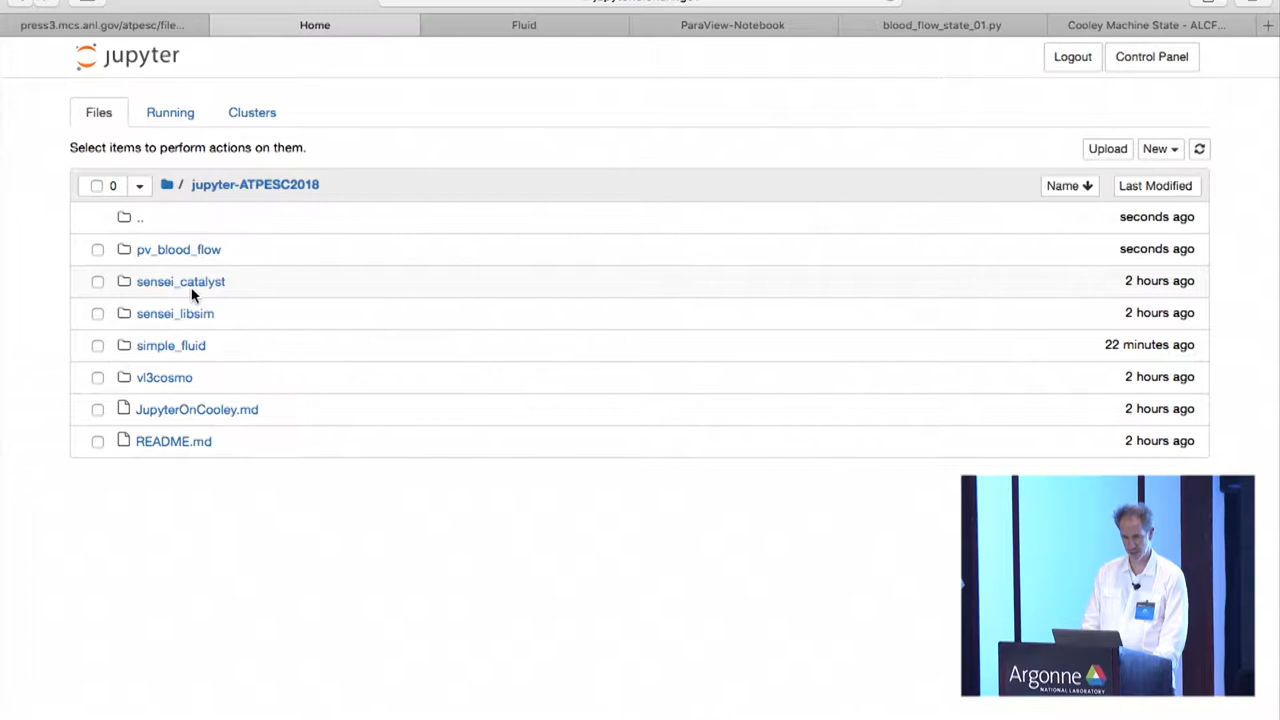 press3.mcs.anl.gov/atpesc/file...
Home
Fluid
ParaView-Notebook
blood_flow_state_01.py
Cooley Machine State - ALCF...
jupyter
Logout
Control Panel
Files
Running
Clusters
Select items to perform actions on them.
Upload
New
0
/ jupyter-ATPESC2018
Name
Last Modified
..
seconds ago
pv_blood_flow
seconds ago
sensei_catalyst
2 hours ago
sensei_libsim
2 hours ago
simple_fluid
22 minutes ago
vl3cosmo
2 hours ago
JupyterOnCooley.md
2 hours ago
README.md
2 hours ago
Argonne
NATIONAL LABORATORY